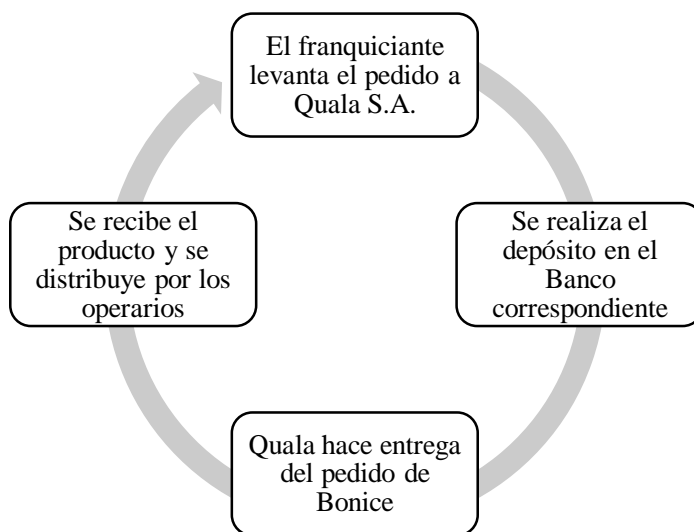 El franquiciante
levanta el pedido a
Quala S.A.
Se realiza el
depósito en el
Banco
correspondiente
Quala hace entrega
del pedido de
Bonice
Se recibe el
producto y se
distribuye por los
operarios